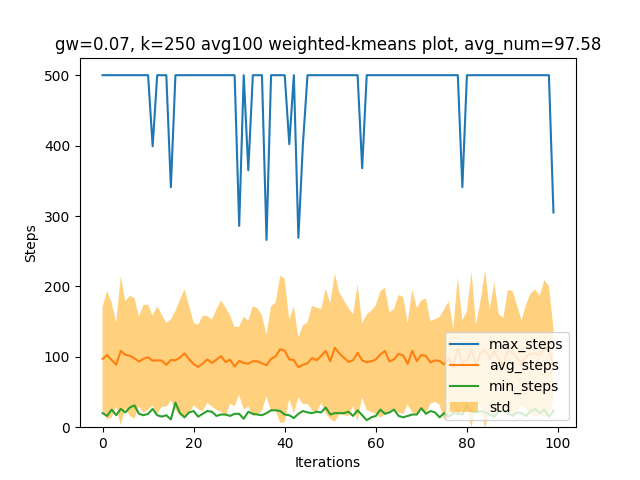 gw=0.07, k=250 avg100 weighted-kmeans plot, avg_num=97.58
500
400
300
200
100
0
Steps
max_steps
avg_steps
min_steps
std
0
20
40
60
80
100
Iterations